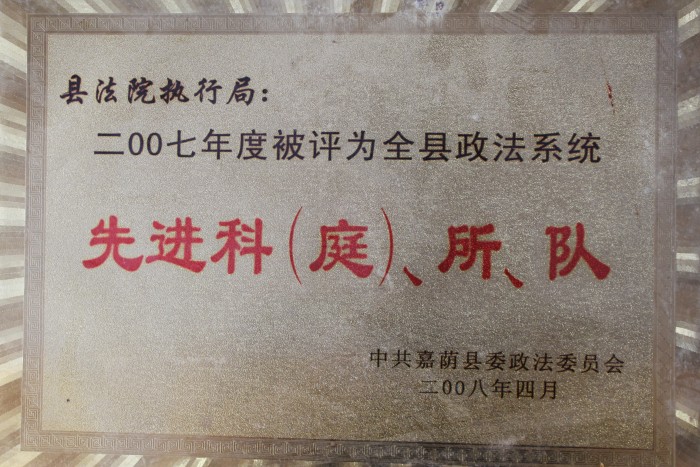 县法院执行局：
二00七年度被评为全县政法系统
先进科(庭)、所、队
中共嘉荫县委政法委员会
二00八年四月